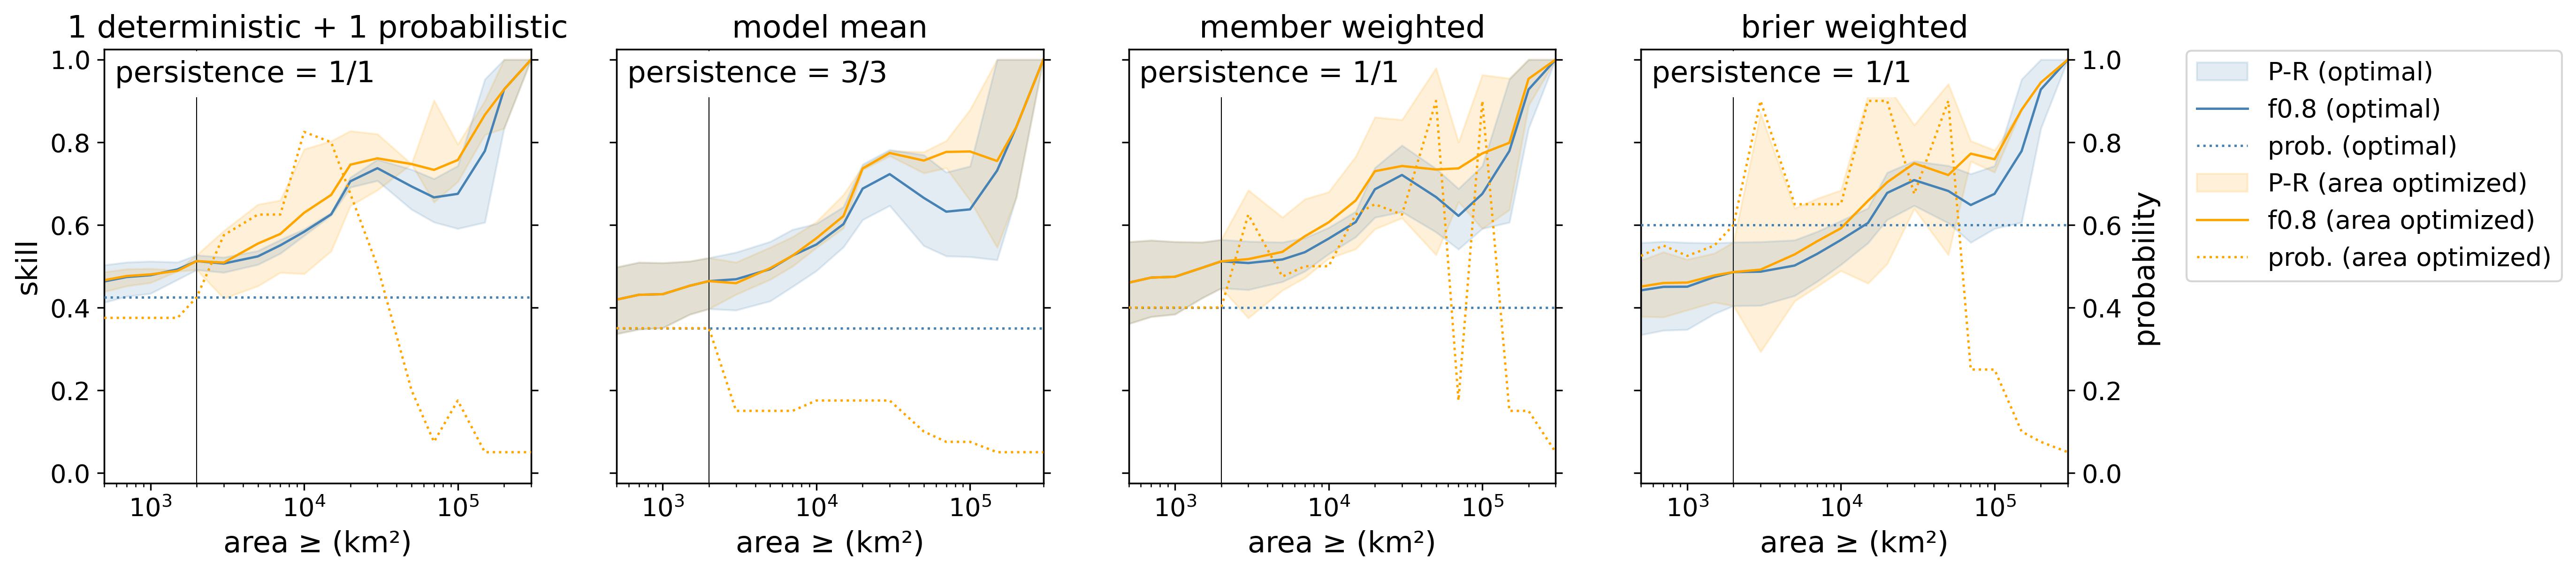 1 deterministic + 1 probabilistic
model mean
member weighted
brier weighted
persistence = 1/1
persistence = 3/3
persistence = 1/1
persistence = 1/1
skill
1.0
0.8
0.6
0.4
0.2
0.0
10³
10⁴
10⁵
area ≥ (km²)
10³
10⁴
10⁵
area ≥ (km²)
10³
10⁴
10⁵
area ≥ (km²)
10³
10⁴
10⁵
area ≥ (km²)
1.0
0.8
0.6
0.4
0.2
0.0
probability
P-R (optimal)
f0.8 (optimal)
prob. (optimal)
P-R (area optimized)
f0.8 (area optimized)
prob. (area optimized)